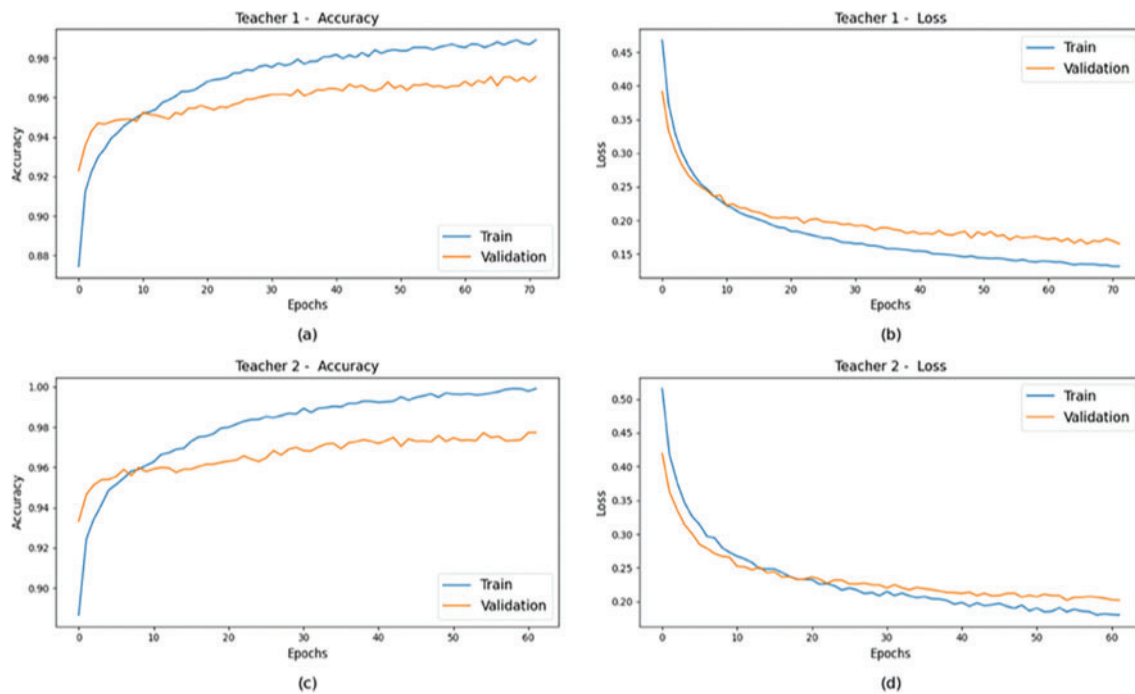 Teacher 1 - Accuracy
Accuracy
0.98
0.96
0.94
0.92
0.90
0.88
Train
Validation
0 10 20 30 40 50 60 70
Epochs
(a)
Teacher 1 - Loss
Loss
0.45
0.40
0.35
0.30
0.25
0.20
0.15
Train
Validation
0 10 20 30 40 50 60 70
Epochs
(b)
Teacher 2 - Accuracy
Accuracy
1.00
0.98
0.96
0.94
0.92
0.90
Train
Validation
0 10 20 30 40 50 60
Epochs
(c)
Teacher 2 - Loss
Loss
0.50
0.45
0.40
0.35
0.30
0.25
0.20
Train
Validation
0 10 20 30 40 50 60
Epochs
(d)